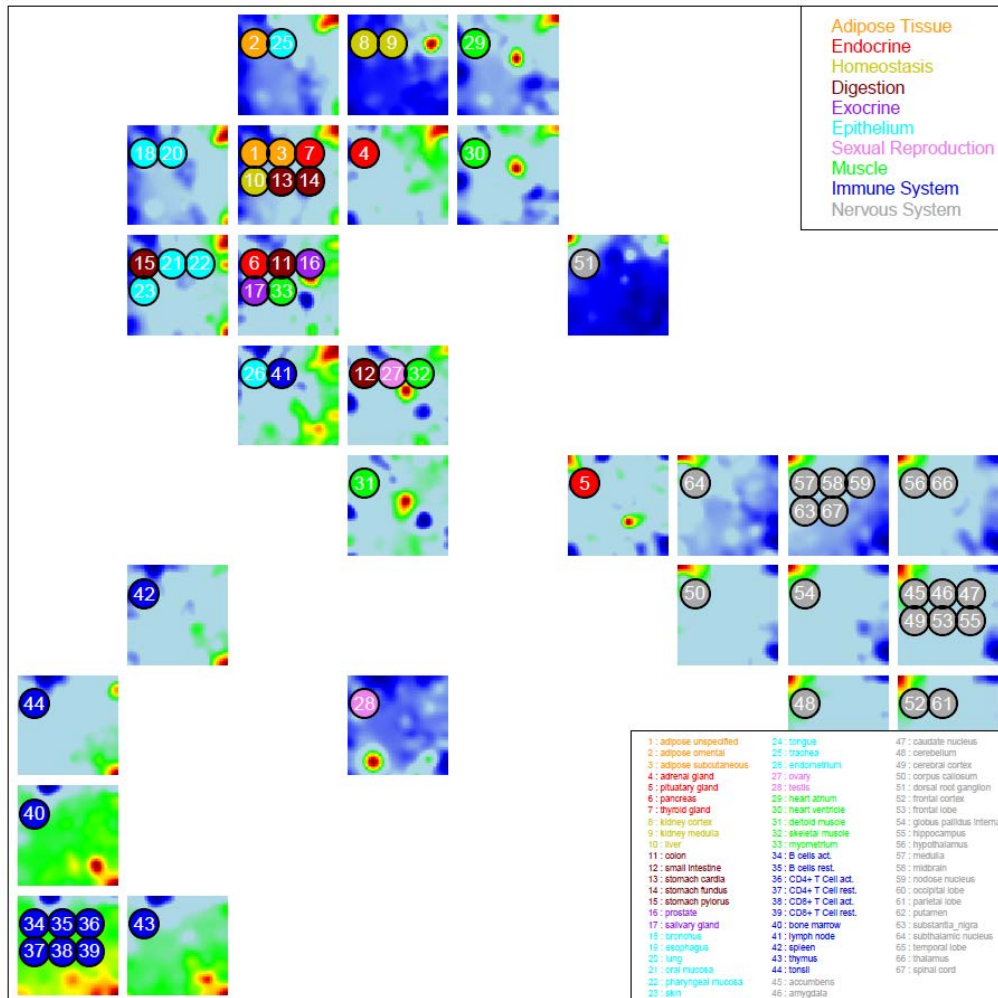 2 25
8 9
29
Adipose Tissue
Endocrine
Homeostasis
Digestion
Exocrine
Epithelium
Sexual Reproduction
Muscle
Immune System
Nervous System
18 20
1 3 7
10 13 14
4
30
15 21 22
23
6 11 16
17 33
51
26 41
12 27 32
31
5
64
57 58 59
63 67
56 66
42
50
54
45 46 47
49 53 55
44
28
48
52 61
40
34 35 36
37 38 39
43
1 : adipose unspecified
2 : adipose omental
3 : adipose subcutaneous
4 : adrenal gland
5 : pituatary gland
6 : pancreas
7 : thyroid gland
8 : kidney cortex
9 : kidney medulla
10 : liver
11 : colon
12 : small intestine
13 : stomach cardia
14 : stomach fundus
15 : stomach pylorus
16 : prostate
17 : salivary gland
18 : bronchus
19 : esophagus
20 : lung
21 : oral mucosa
22 : pharyngeal mucosa
23 : skin
24 : tongue
25 : trachea
26 : endometrium
27 : ovary
28 : testis
29 : heart atrium
30 : heart ventricle
31 : deltoid muscle
32 : skeletal muscle
33 : myometrium
34 : B cells act.
35 : B cells rest.
36 : CD4+ T Cell act.
37 : CD4+ T Cell rest.
38 : CD8+ T Cell act.
39 : CD8+ T Cell rest.
40 : bone marrow
41 : lymph node
42 : spleen
43 : thymus
44 : tonsil
45 : accumbens
46 : amygdala
47 : caudate nucleus
48 : cerebellum
49 : cerebral cortex
50 : corpus callosum
51 : dorsal root ganglion
52 : frontal cortex
53 : frontal lobe
54 : globus pallidus interna
55 : hippocampus
56 : hypothalamus
57 : medulla
58 : midbrain
59 : nodose nucleus
60 : occipital lobe
61 : parietal lobe
62 : putamen
63 : substantia_nigra
64 : subthalamic nucleus
65 : temporal lobe
66 : thalamus
67 : spinal cord